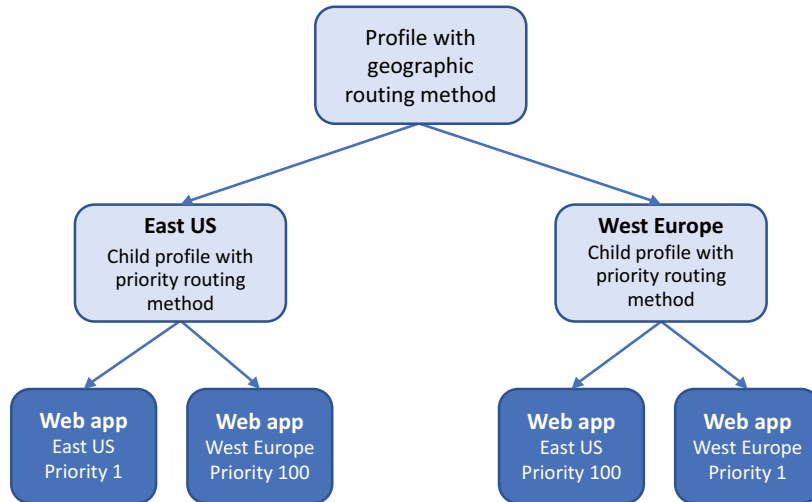 Profile with
geographic
routing method
East US
Child profile with
priority routing
method
West Europe
Child profile with
priority routing
method
Web app
East US
Priority 1
Web app
West Europe
Priority 100
Web app
East US
Priority 100
Web app
West Europe
Priority 1